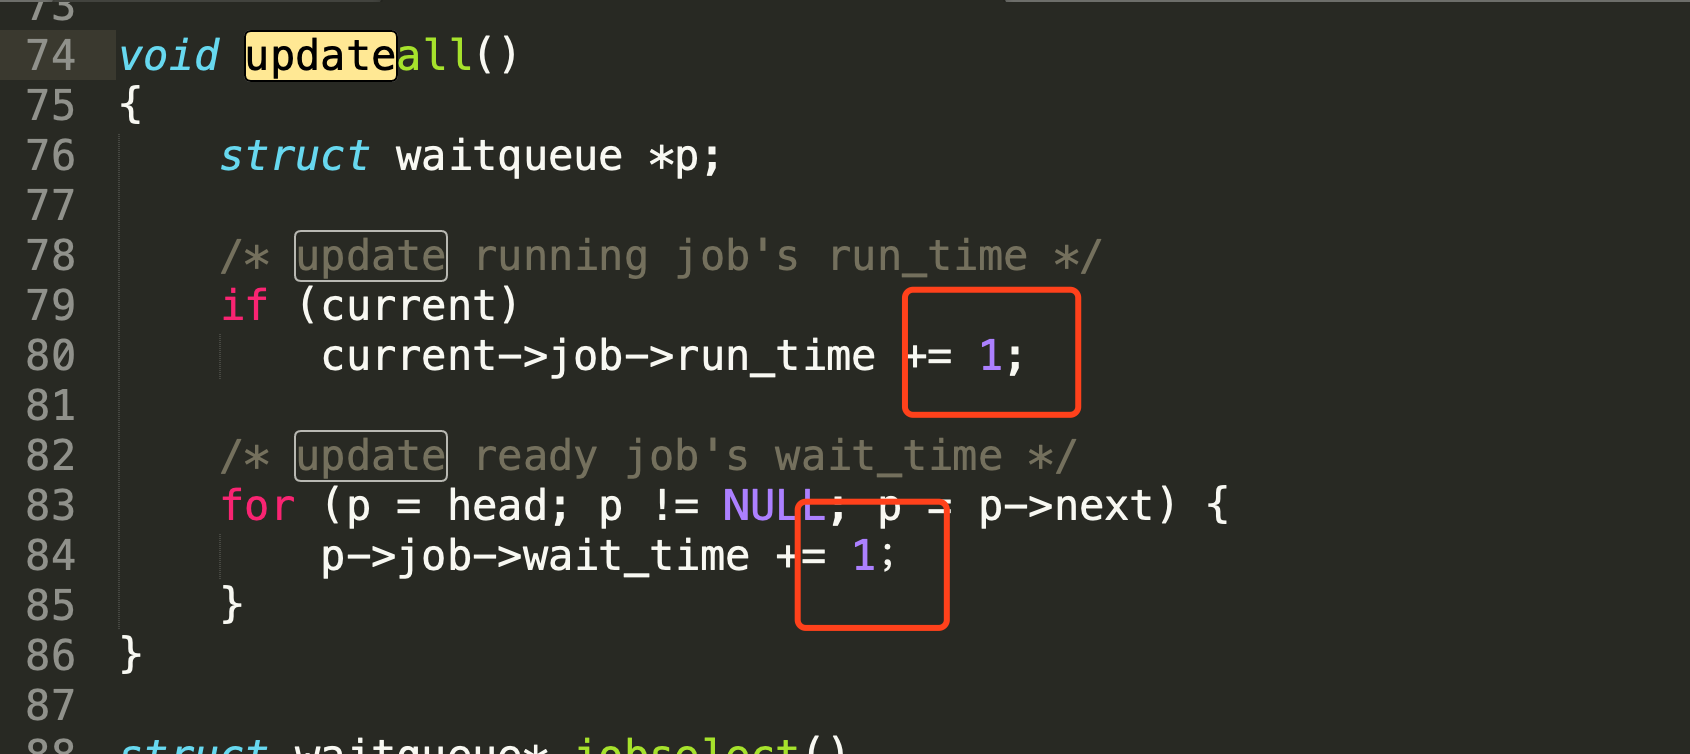 73
74 void updateall()
75 {
76     struct waitqueue *p;
77
78     /* update running job's run_time */
79     if (current)
80         current->job->run_time += 1;
81
82     /* update ready job's wait_time */
83     for (p = head; p != NULL; p = p->next) {
84         p->job->wait_time += 1;
85     }
86 }
87
88 struct waitqueue* jobselect()